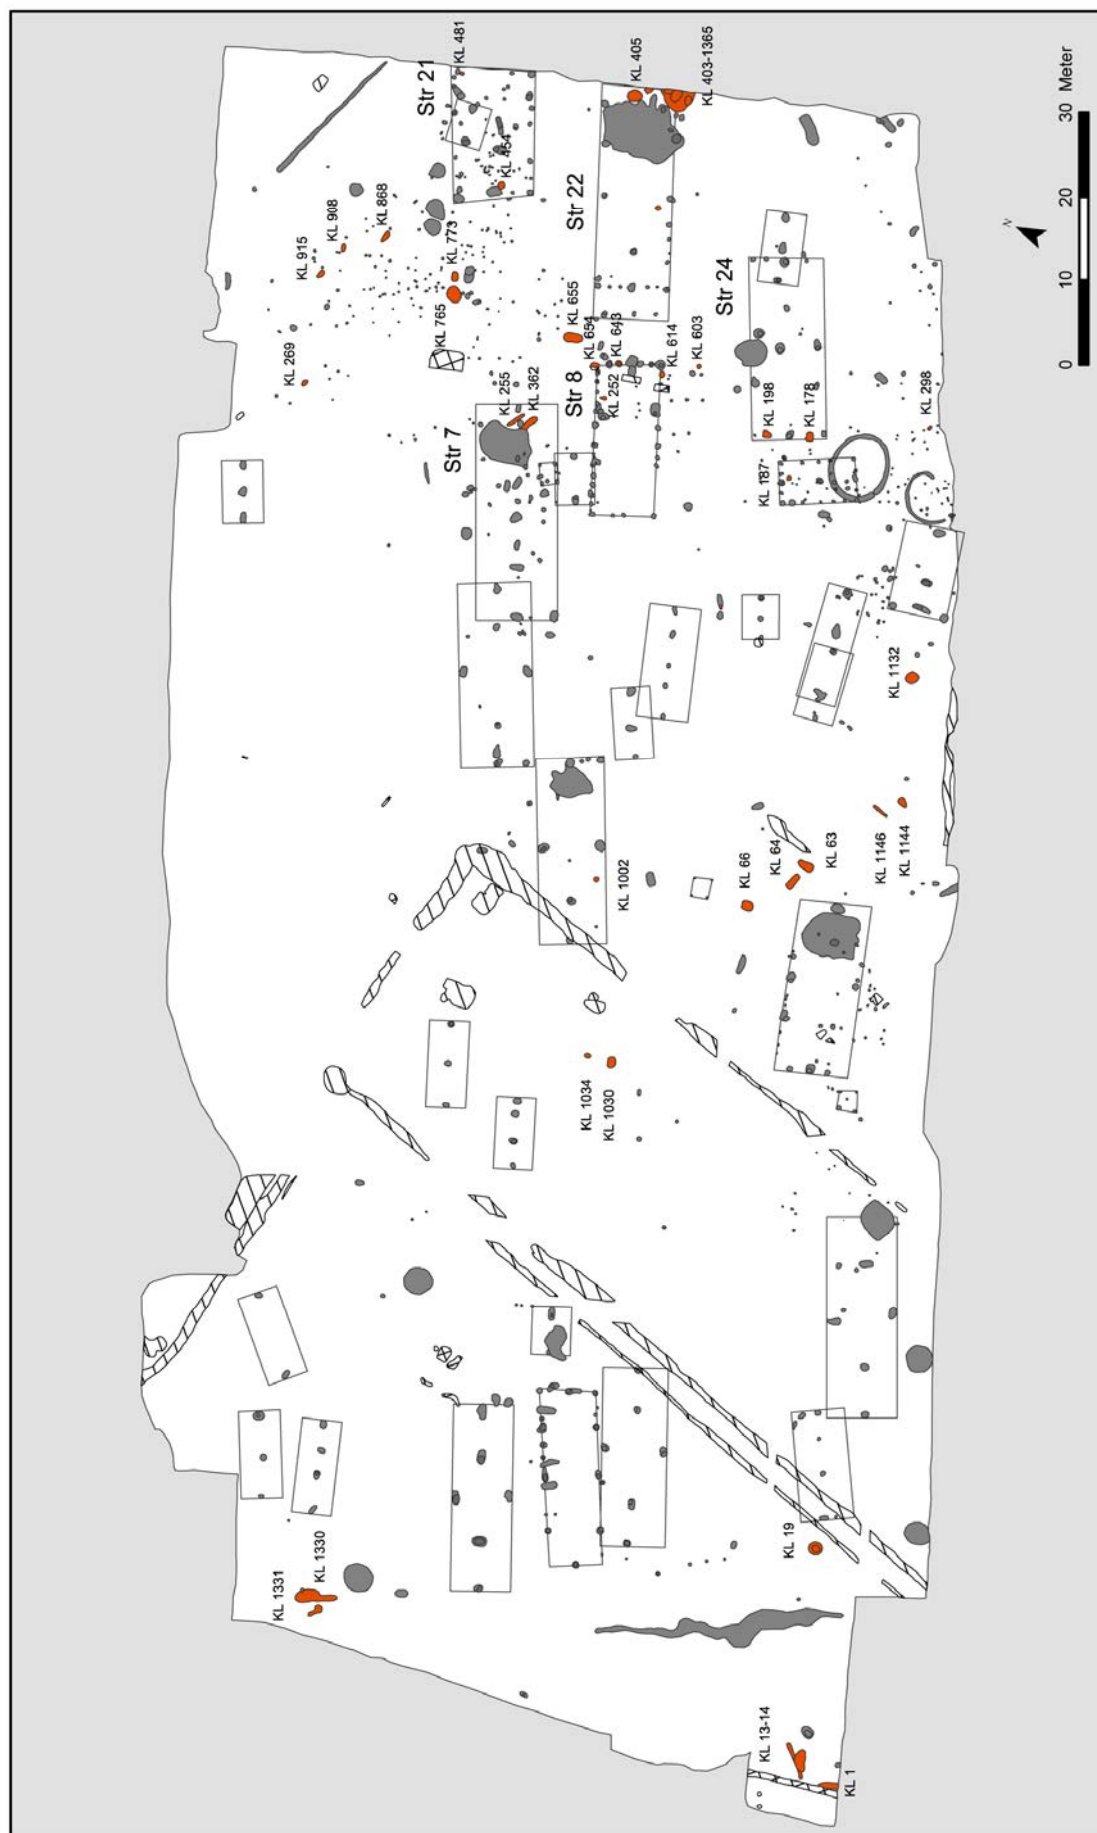 KL 481
Str 21
KL 454
KL 405
KL 403-1365
Str 22
KL 868
KL 908
KL 915
KL 773
KL 765
KL 655
KL 654
KL 643
KL 614
KL 603
Str 24
KL 269
KL 255
KL 362
Str 7
Str 8
KL 252
KL 198
KL 178
KL 298
KL 187
KL 1132
KL 1146
KL 1144
KL 66
KL 64
KL 63
KL 1002
KL 1034
KL 1030
KL 19
KL 1331
KL 1330
KL 13-14
KL 1
N
0 10 20 30 Meter